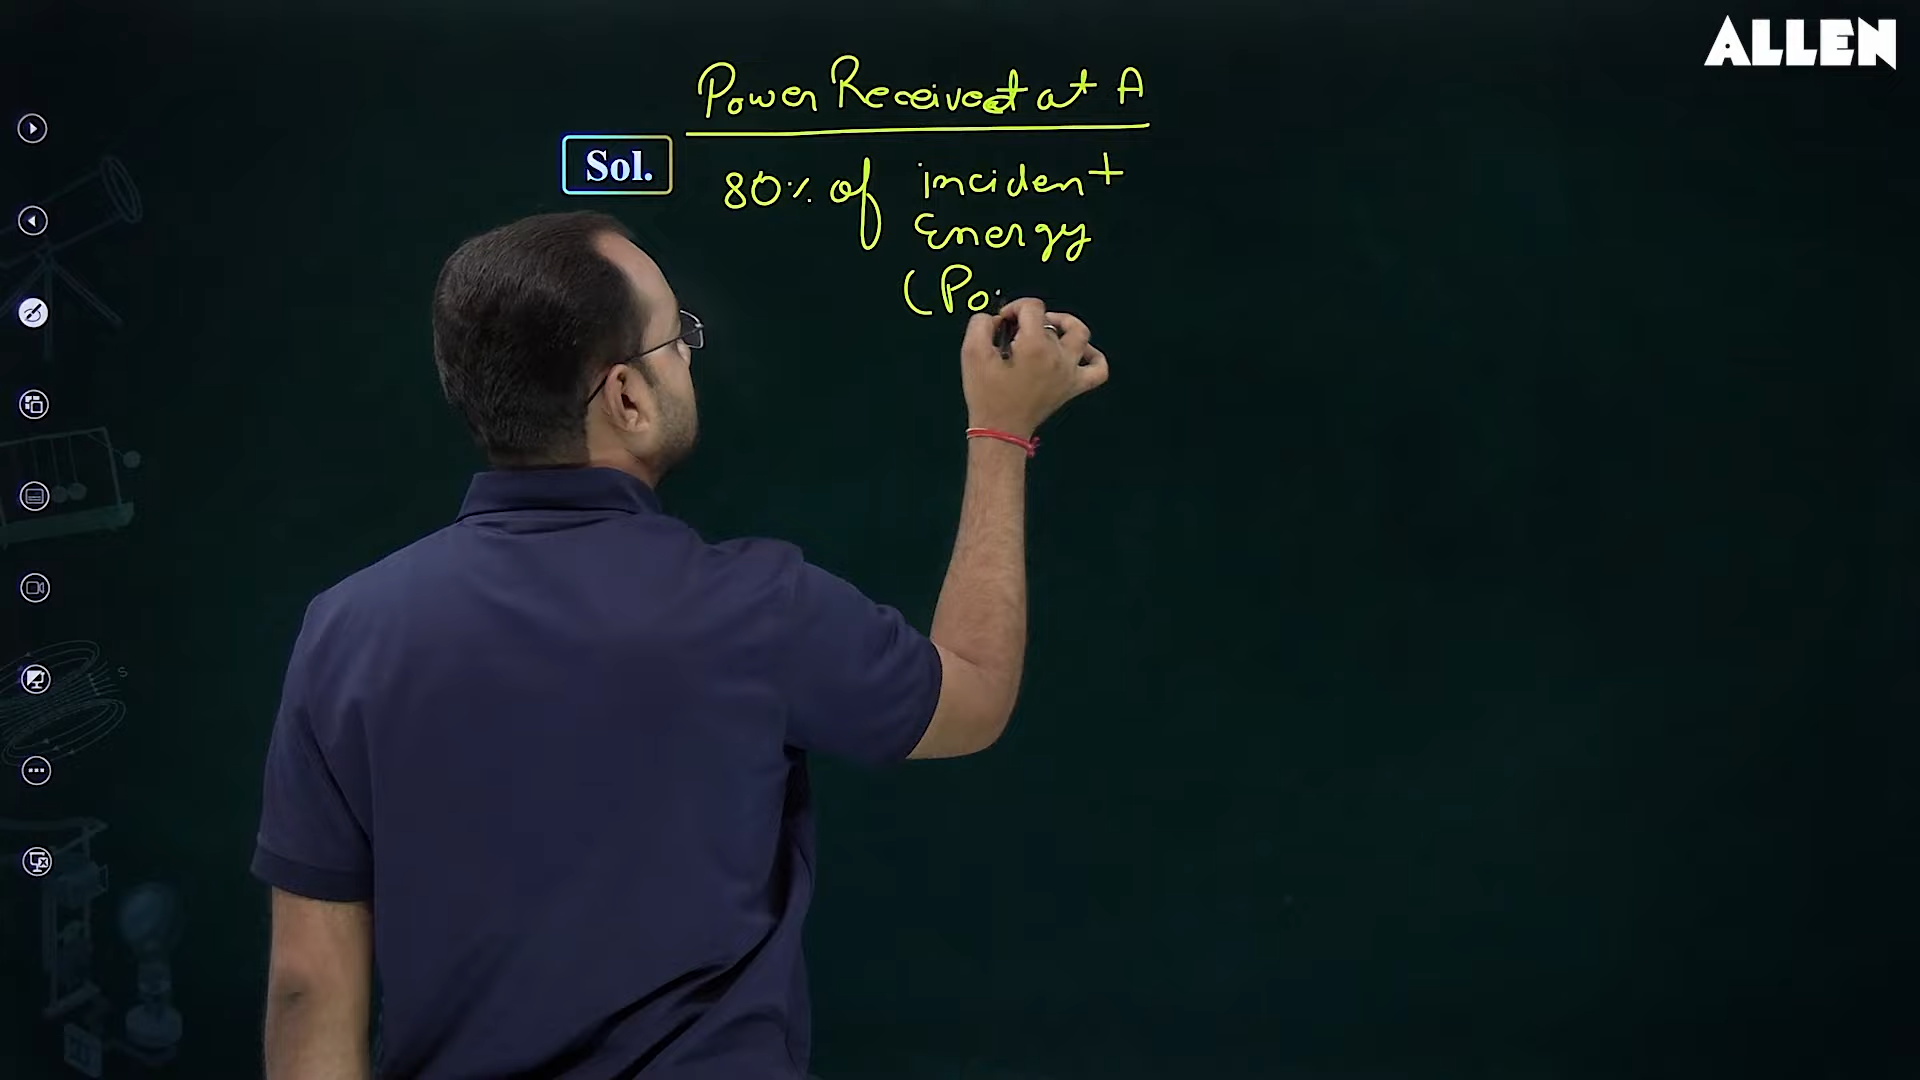 ALLEN
Power Received at A
Sol.
80% of incident
Energy
(Po